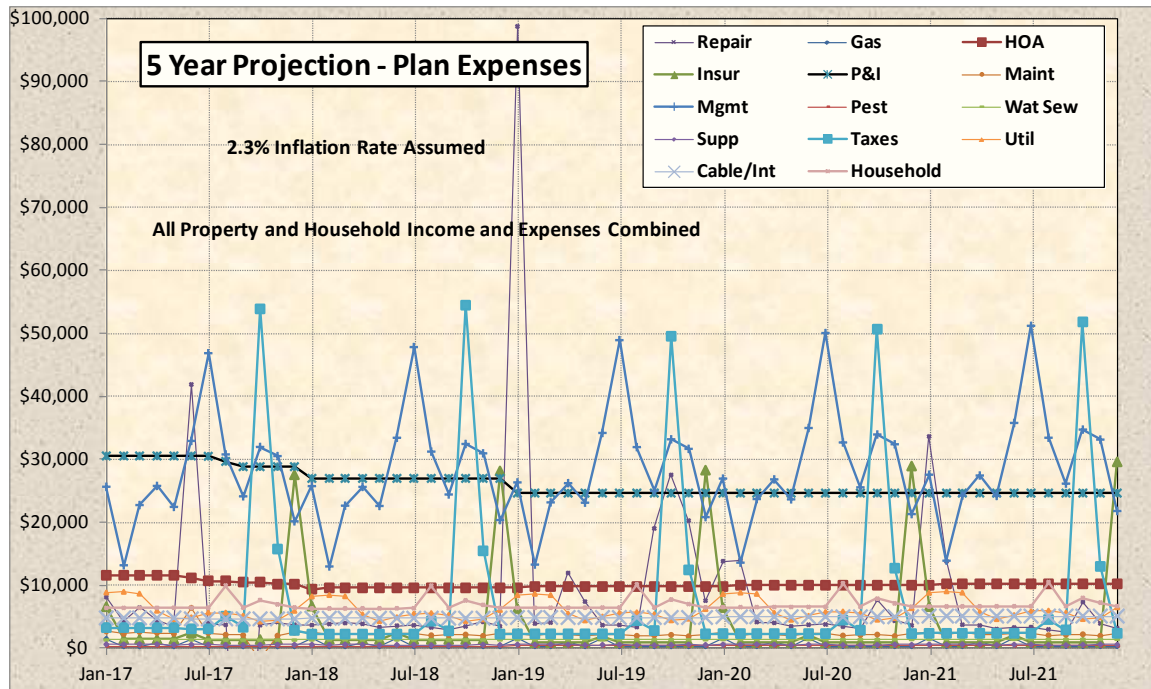 $100,000
5 Year Projection - Plan Expenses
Repair Gas HOA
Insur P&I Maint
Mgmt Pest Wat Sew
Supp Taxes Util
Cable/Int Household
$90,000
$80,000
2.3% Inflation Rate Assumed
$70,000
All Property and Household Income and Expenses Combined
$60,000
$50,000
$40,000
$30,000
$20,000
$10,000
$0
Jan-17 Jul-17 Jan-18 Jul-18 Jan-19 Jul-19 Jan-20 Jul-20 Jan-21 Jul-21